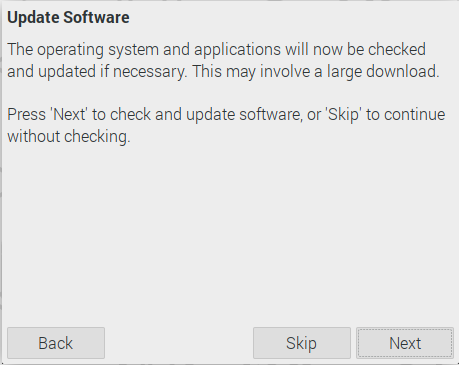 Update Software
The operating system and applications will now be checked
and updated if necessary. This may involve a large download.
Press 'Next' to check and update software, or 'Skip' to continue
without checking.
Back
Skip
Next